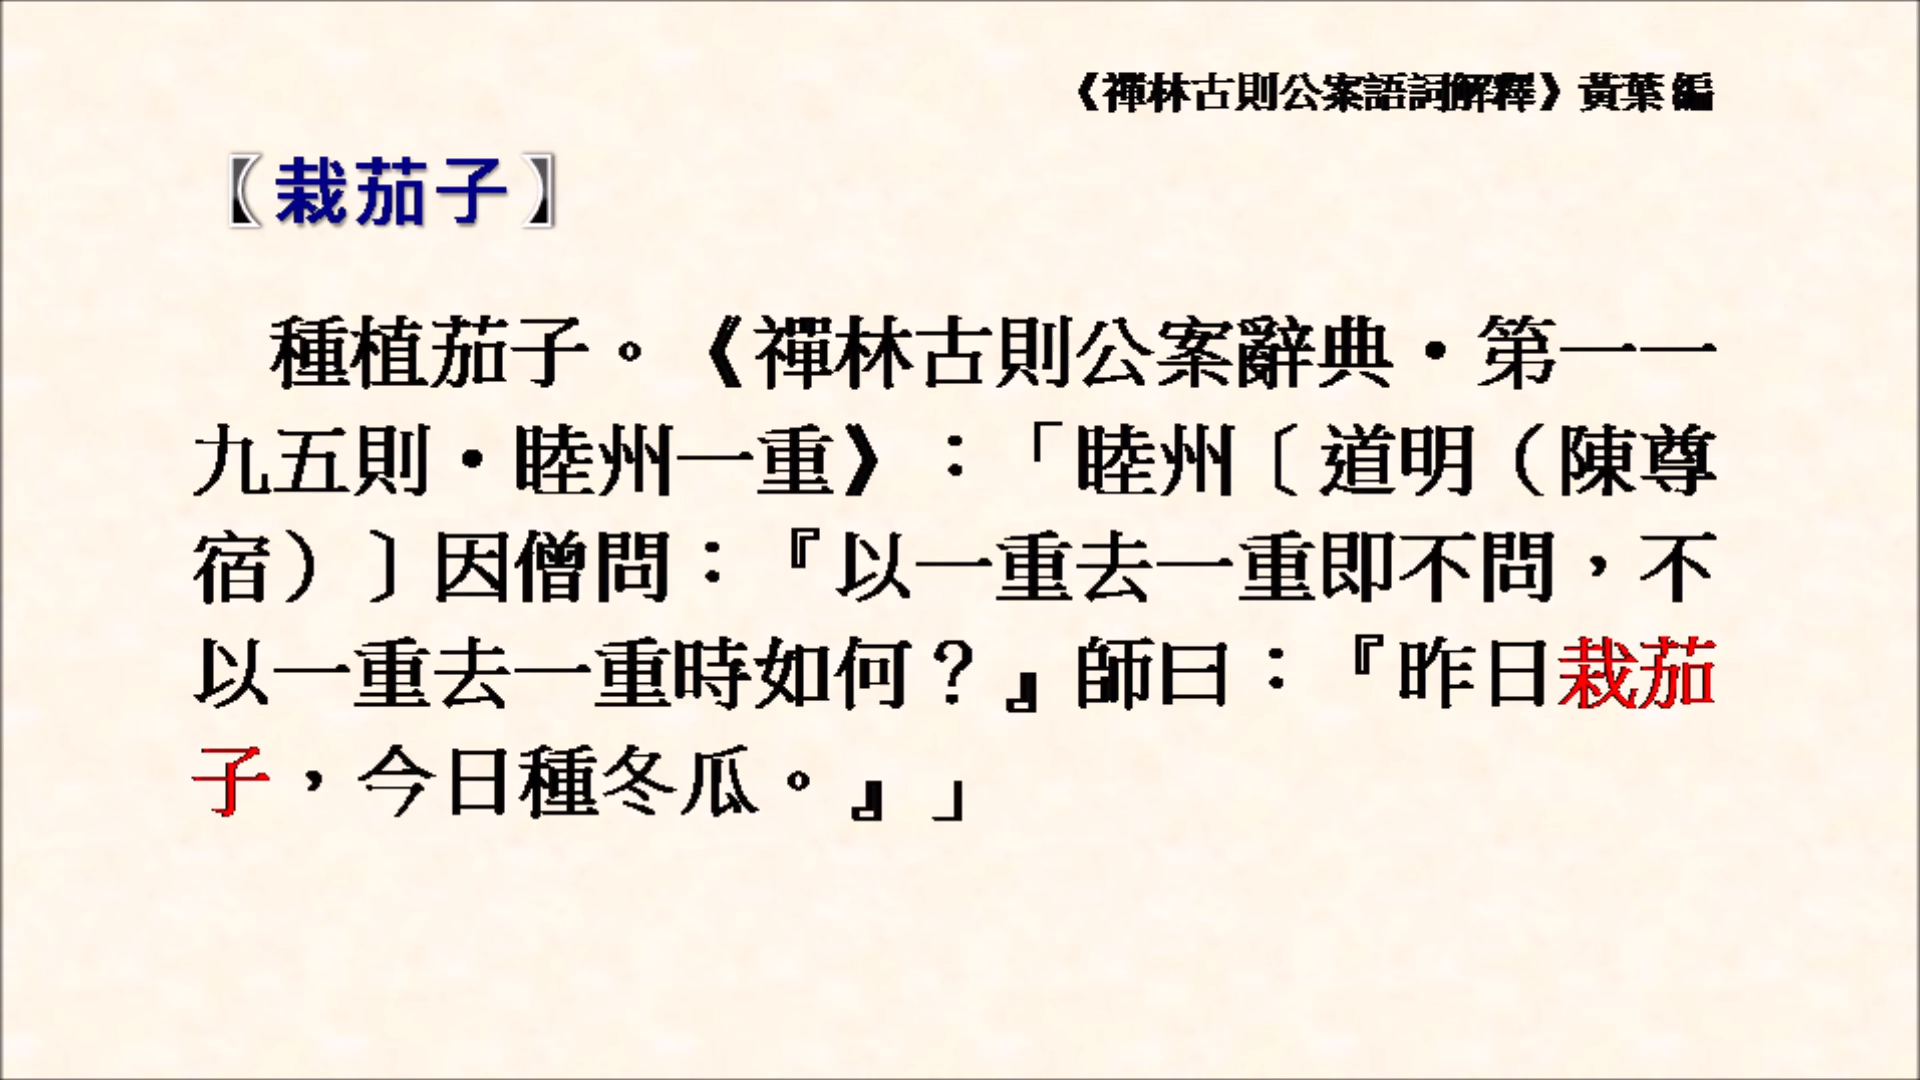 《禪林古則公案語詞解釋》黃葉 編
【栽茄子】
種植茄子。《禪林古則公案辭典・第一一
九五則・睦州一重》：「睦州〔道明（陳尊
宿）〕因僧問：『以一重去一重即不問，不
以一重去一重時如何？』師曰：『昨日栽茄
子，今日種冬瓜。』」